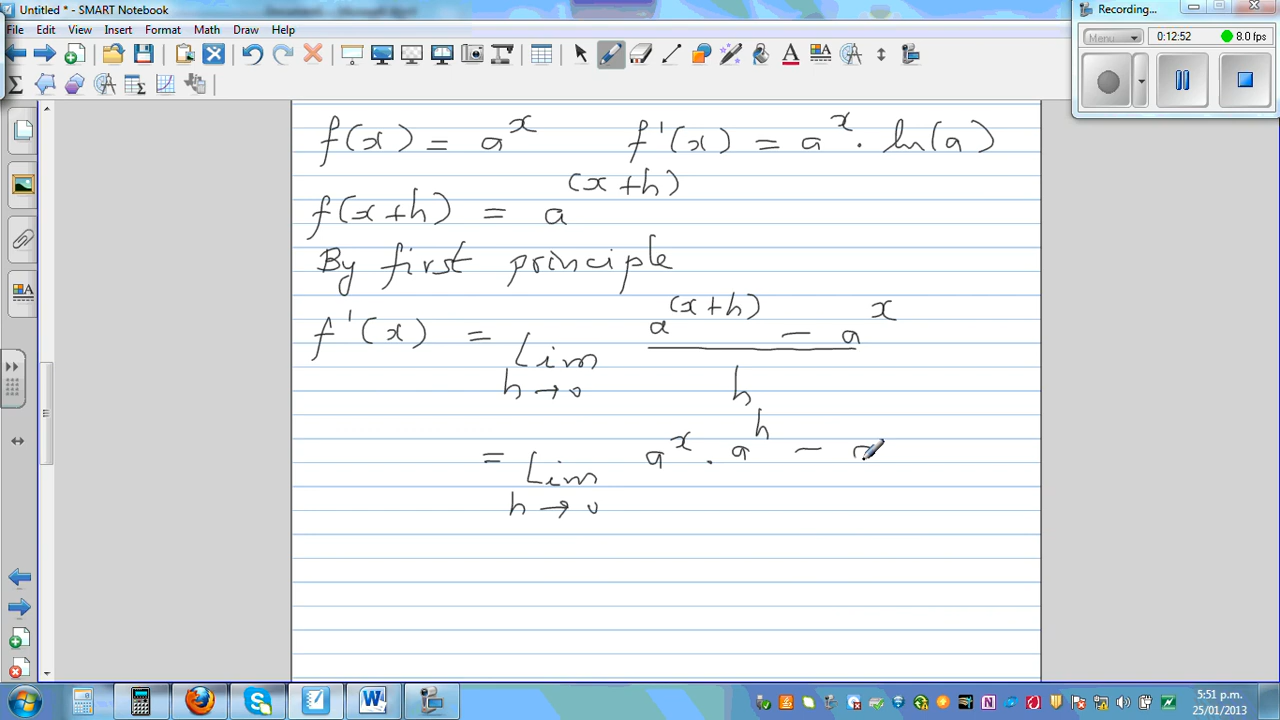 Untitled * - SMART Notebook
File Edit View Insert Format Math Draw Help
Recording...
Menu 0:12:52 8.0 fps
f(x) = a^x f'(x) = a^x . ln(a)
f(x+h) = a^(x+h)
By first principle
f'(x) = Lim h→0 a^(x+h) − a^x / h
= Lim h→0 a^x . a^h −
5:51 p.m.
25/01/2013